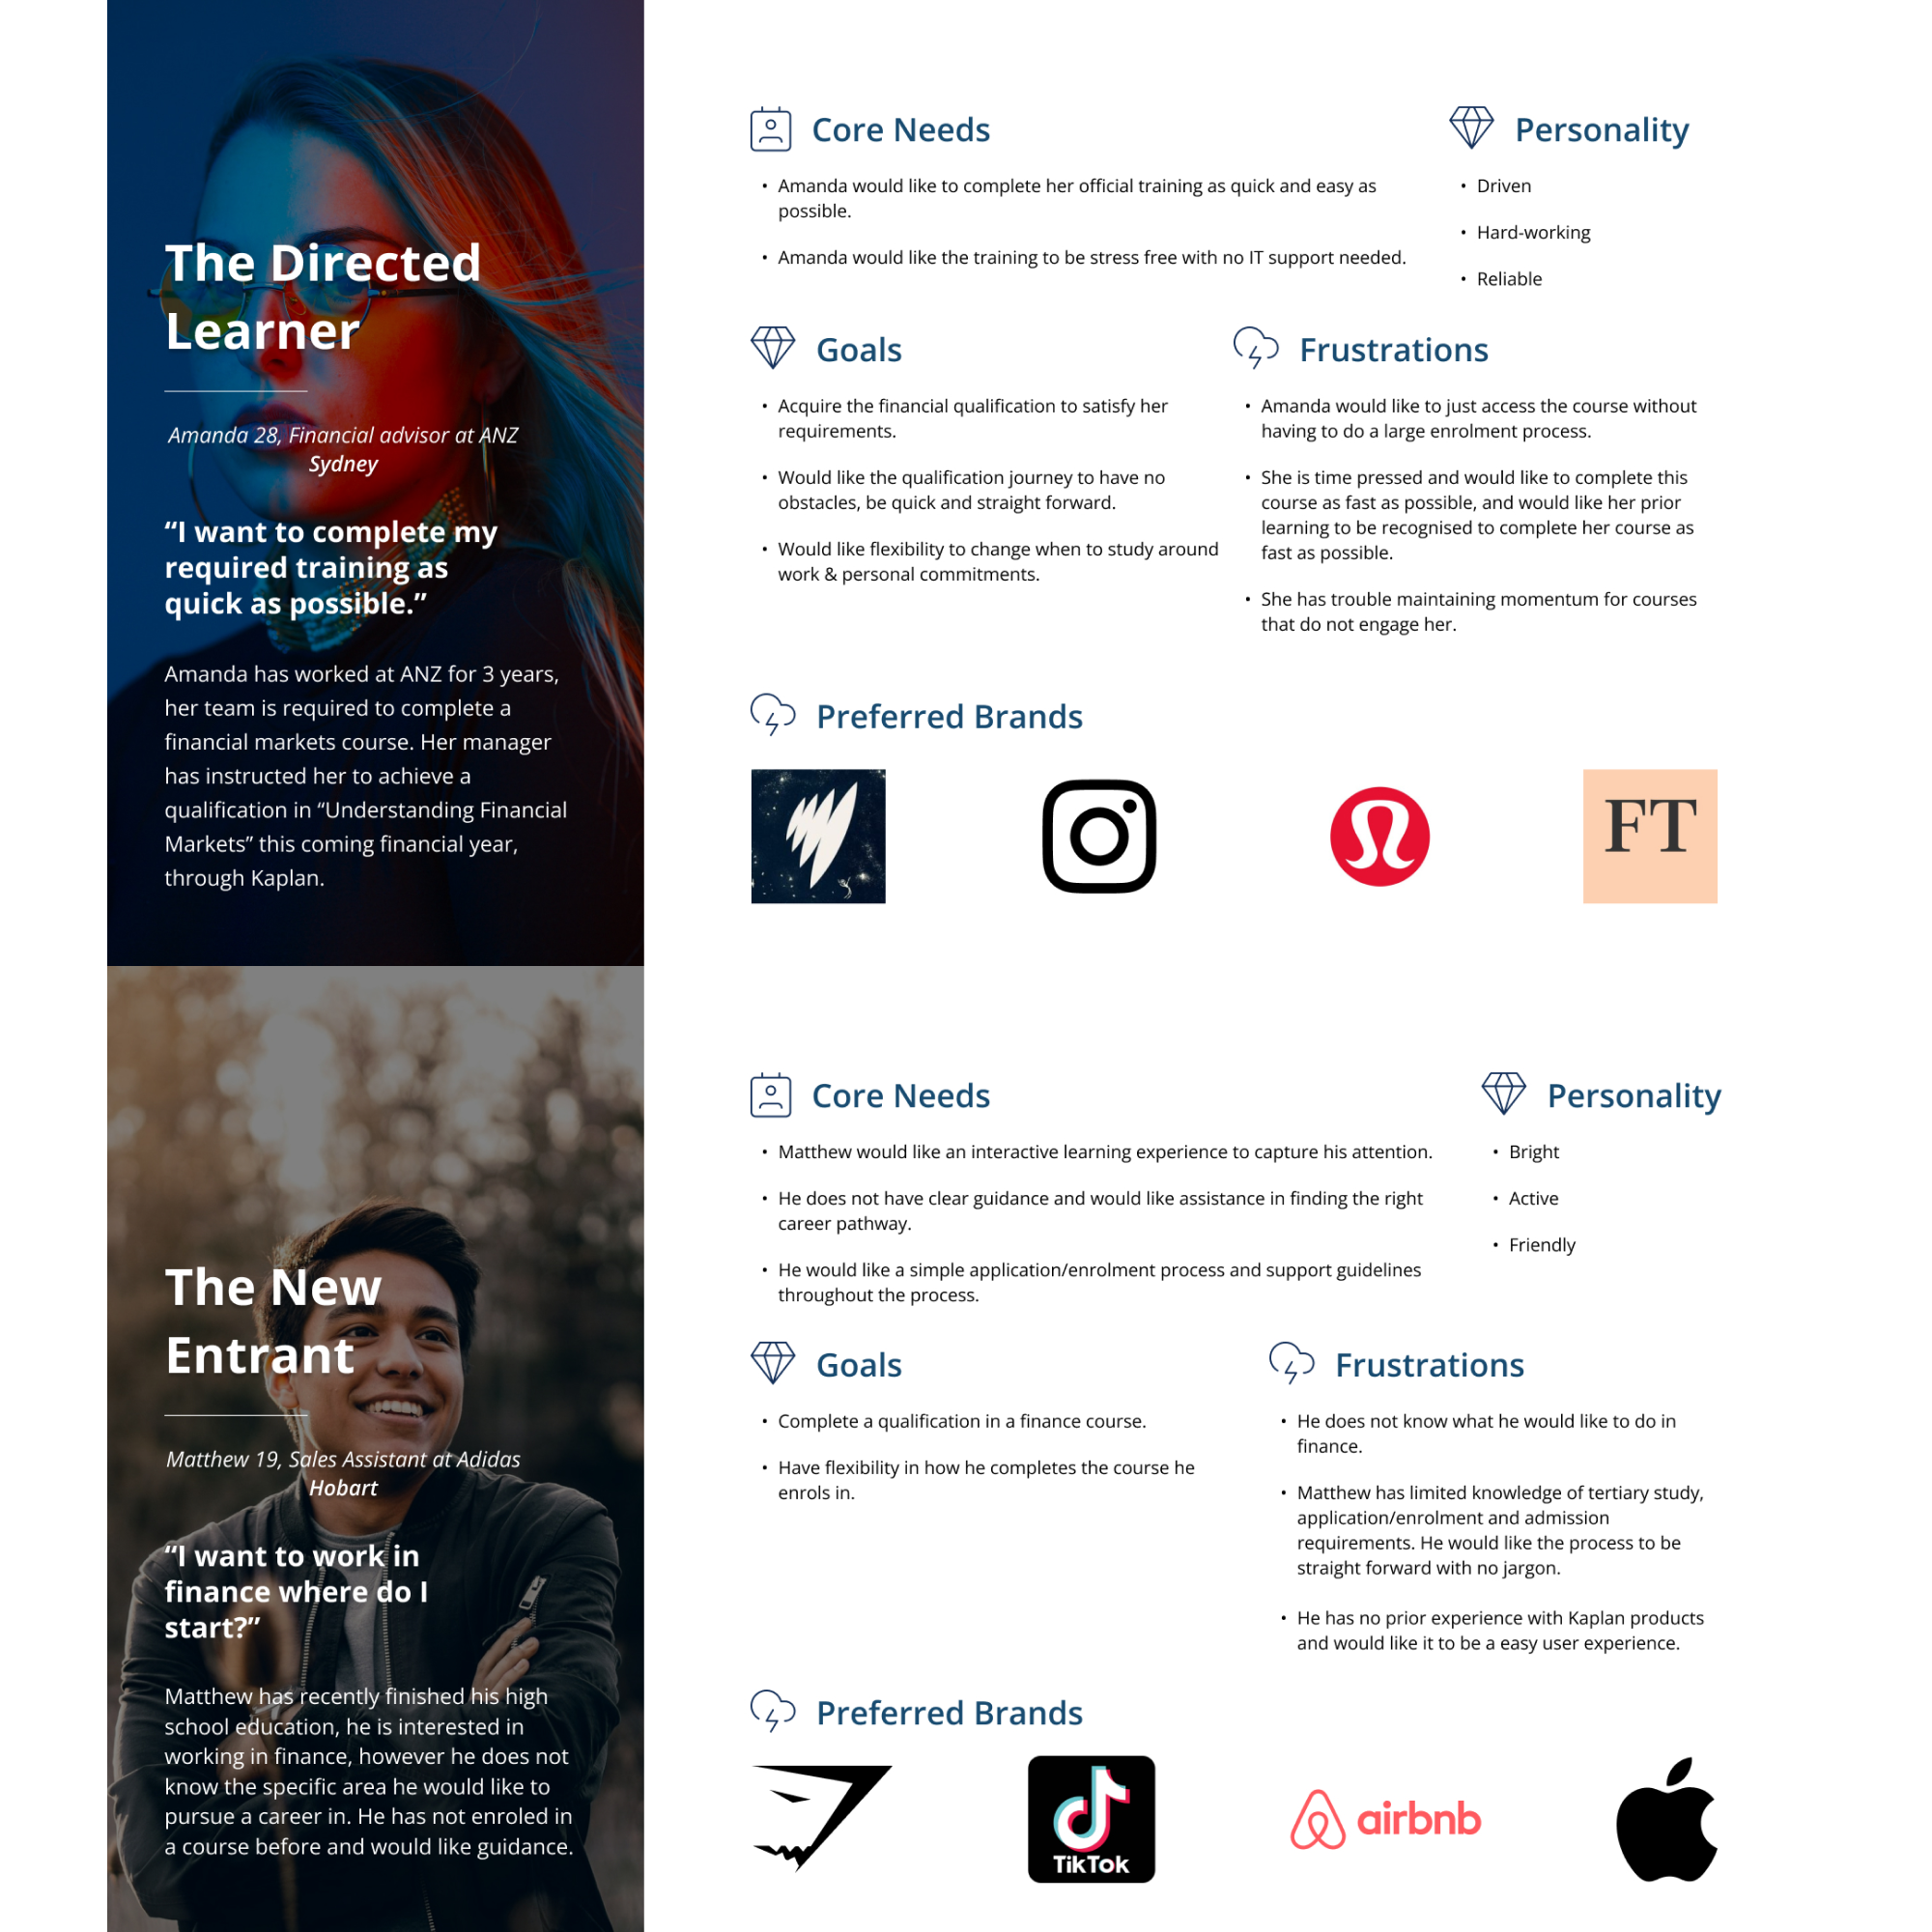 The Directed
Learner
Amanda 28, Financial advisor at ANZ
Sydney
“I want to complete my
required training as
quick as possible.”
Amanda has worked at ANZ for 3 years,
her team is required to complete a
financial markets course. Her manager
has instructed her to achieve a
qualification in “Understanding Financial
Markets” this coming financial year,
through Kaplan.
Core Needs
• Amanda would like to complete her official training as quick and easy as
possible.
• Amanda would like the training to be stress free with no IT support needed.
Personality
• Driven
• Hard-working
• Reliable
Goals
• Acquire the financial qualification to satisfy her
requirements.
• Would like the qualification journey to have no
obstacles, be quick and straight forward.
• Would like flexibility to change when to study around
work & personal commitments.
Frustrations
• Amanda would like to just access the course without
having to do a large enrolment process.
• She is time pressed and would like to complete this
course as fast as possible, and would like her prior
learning to be recognised to complete her course as
fast as possible.
• She has trouble maintaining momentum for courses
that do not engage her.
Preferred Brands
FT
The New
Entrant
Matthew 19, Sales Assistant at Adidas
Hobart
“I want to work in
finance where do I
start?”
Matthew has recently finished his high
school education, he is interested in
working in finance, however he does not
know the specific area he would like to
pursue a career in. He has not enroled in
a course before and would like guidance.
Core Needs
• Matthew would like an interactive learning experience to capture his attention.
• He does not have clear guidance and would like assistance in finding the right
career pathway.
• He would like a simple application/enrolment process and support guidelines
throughout the process.
Personality
• Bright
• Active
• Friendly
Goals
• Complete a qualification in a finance course.
• Have flexibility in how he completes the course he
enrols in.
Frustrations
• He does not know what he would like to do in
finance.
• Matthew has limited knowledge of tertiary study,
application/enrolment and admission
requirements. He would like the process to be
straight forward with no jargon.
• He has no prior experience with Kaplan products
and would like it to be a easy user experience.
Preferred Brands
TikTok
airbnb